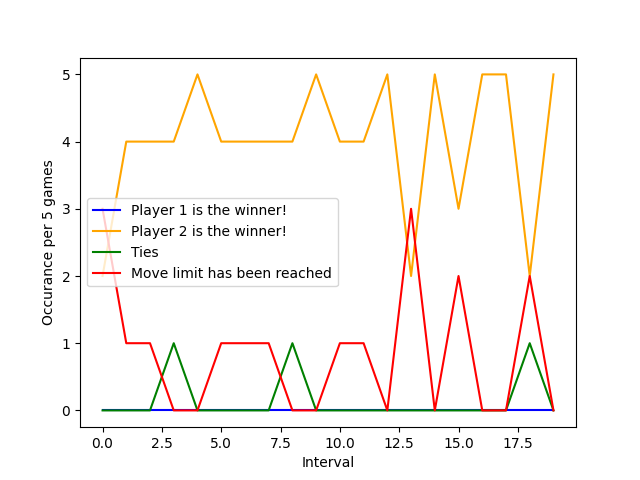 5
4
3
2
1
0
Occurance per 5 games
Player 1 is the winner!
Player 2 is the winner!
Ties
Move limit has been reached
0.0 2.5 5.0 7.5 10.0 12.5 15.0 17.5
Interval